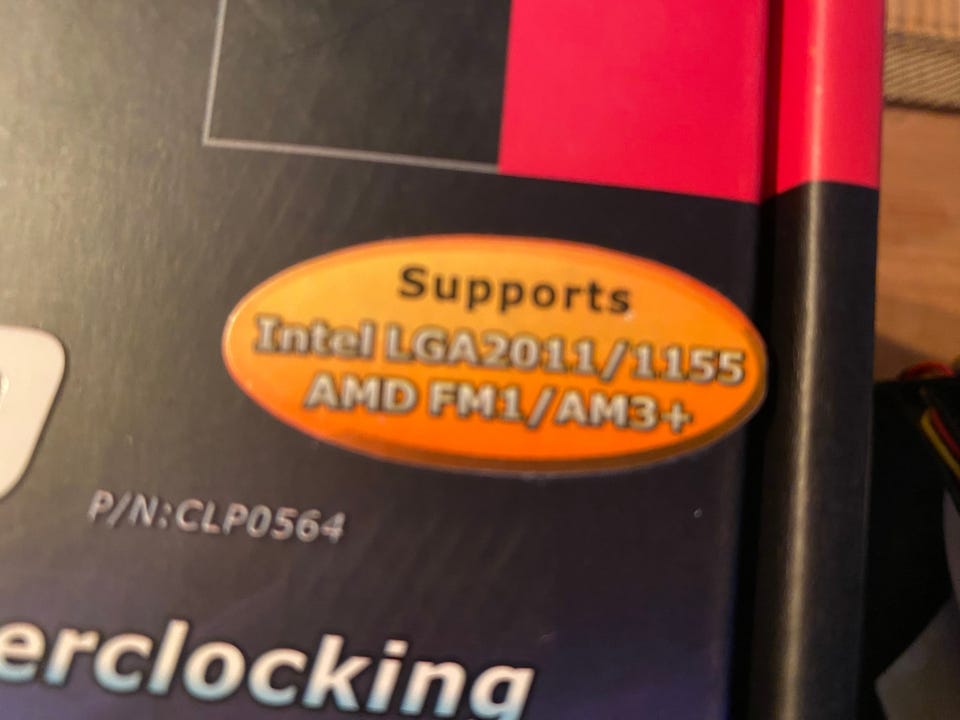 Supports
Intel LGA2011/1155
AMD FM1/AM3+
P/N:CLP0564
erclocking